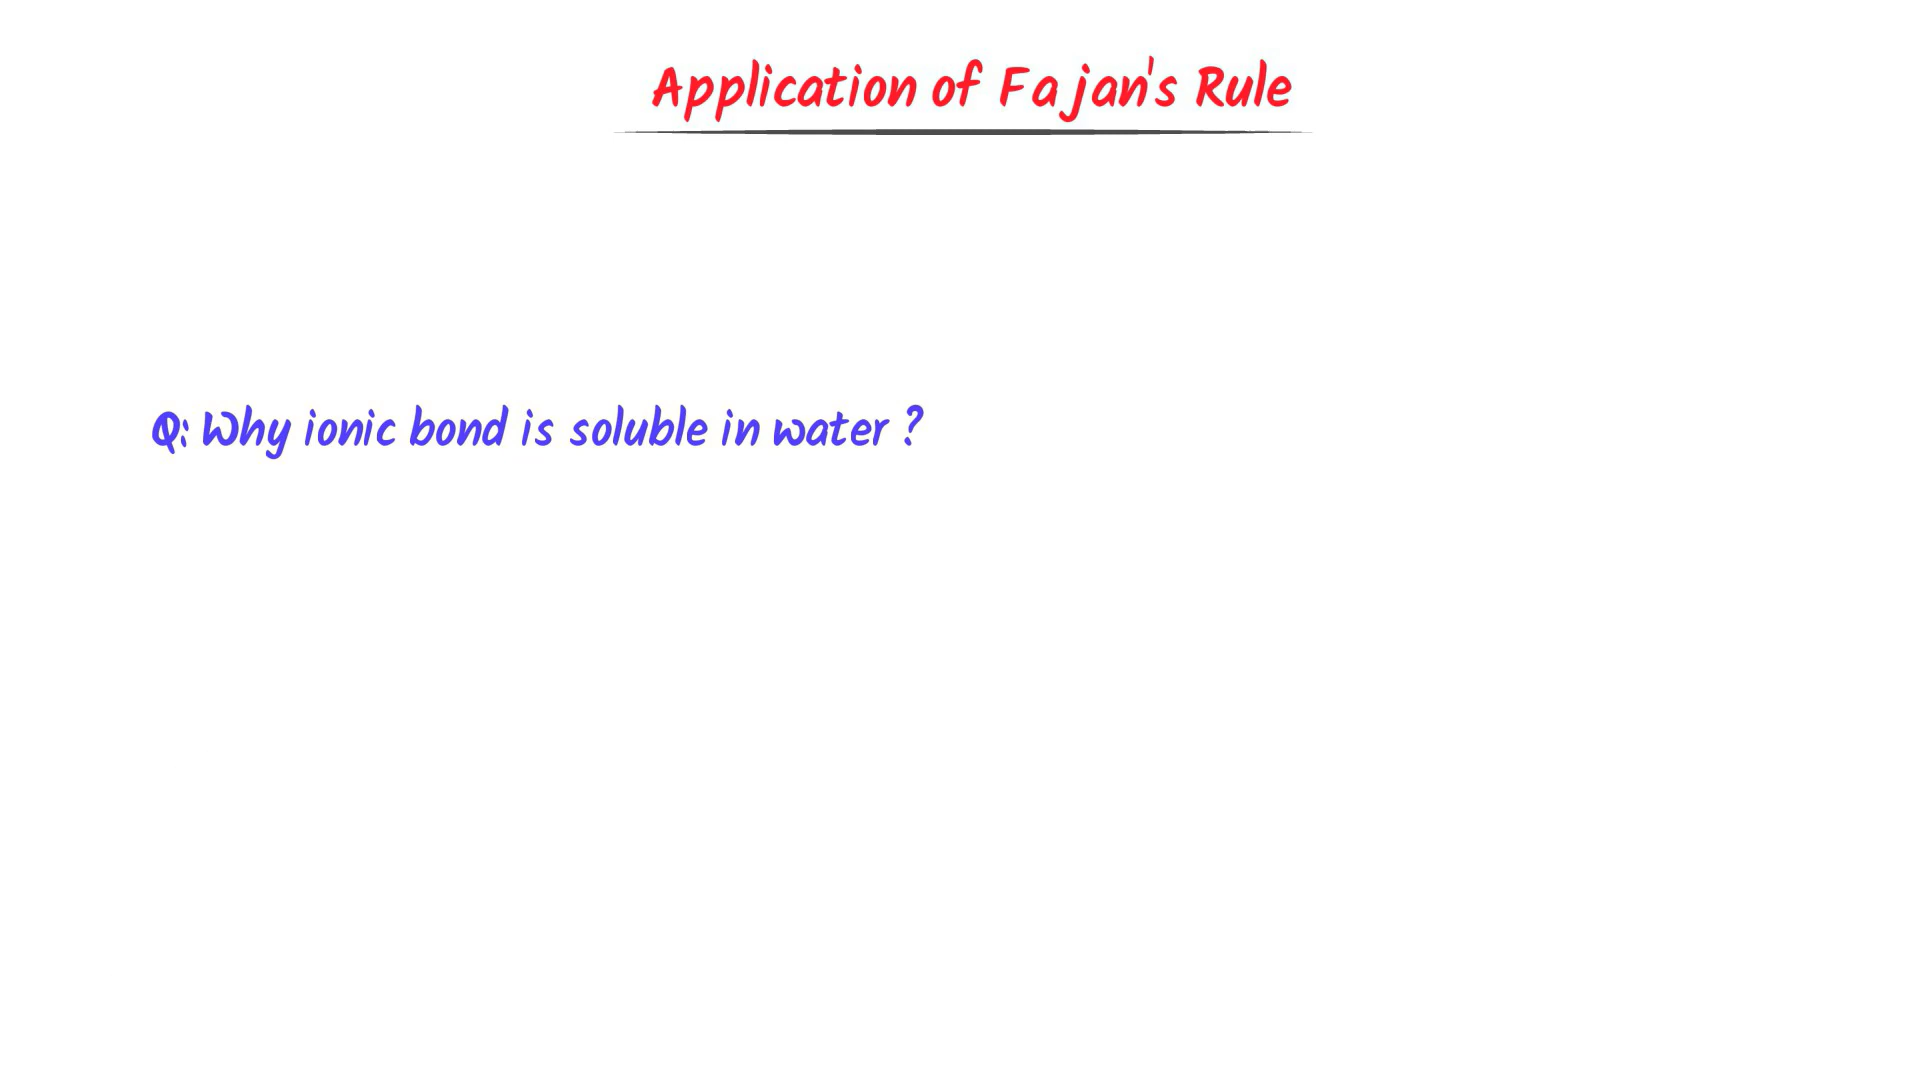 Application of Fajan's Rule
Q: Why ionic bond is soluble in water ?